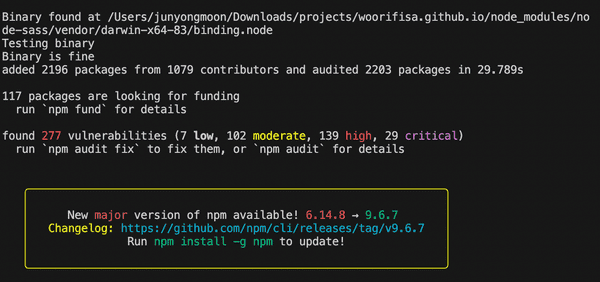 Binary found at /Users/junyongmoon/Downloads/projects/woorifisa.github.io/node_modules/no
de-sass/vendor/darwin-x64-83/binding.node
Testing binary
Binary is fine
added 2196 packages from 1079 contributors and audited 2203 packages in 29.789s
117 packages are looking for funding
run `npm fund` for details
found 277 vulnerabilities (7 low, 102 moderate, 139 high, 29 critical)
run `npm audit fix` to fix them, or `npm audit` for details
New major version of npm available! 6.14.8 → 9.6.7
Changelog: https://github.com/npm/cli/releases/tag/v9.6.7
Run npm install -g npm to update!